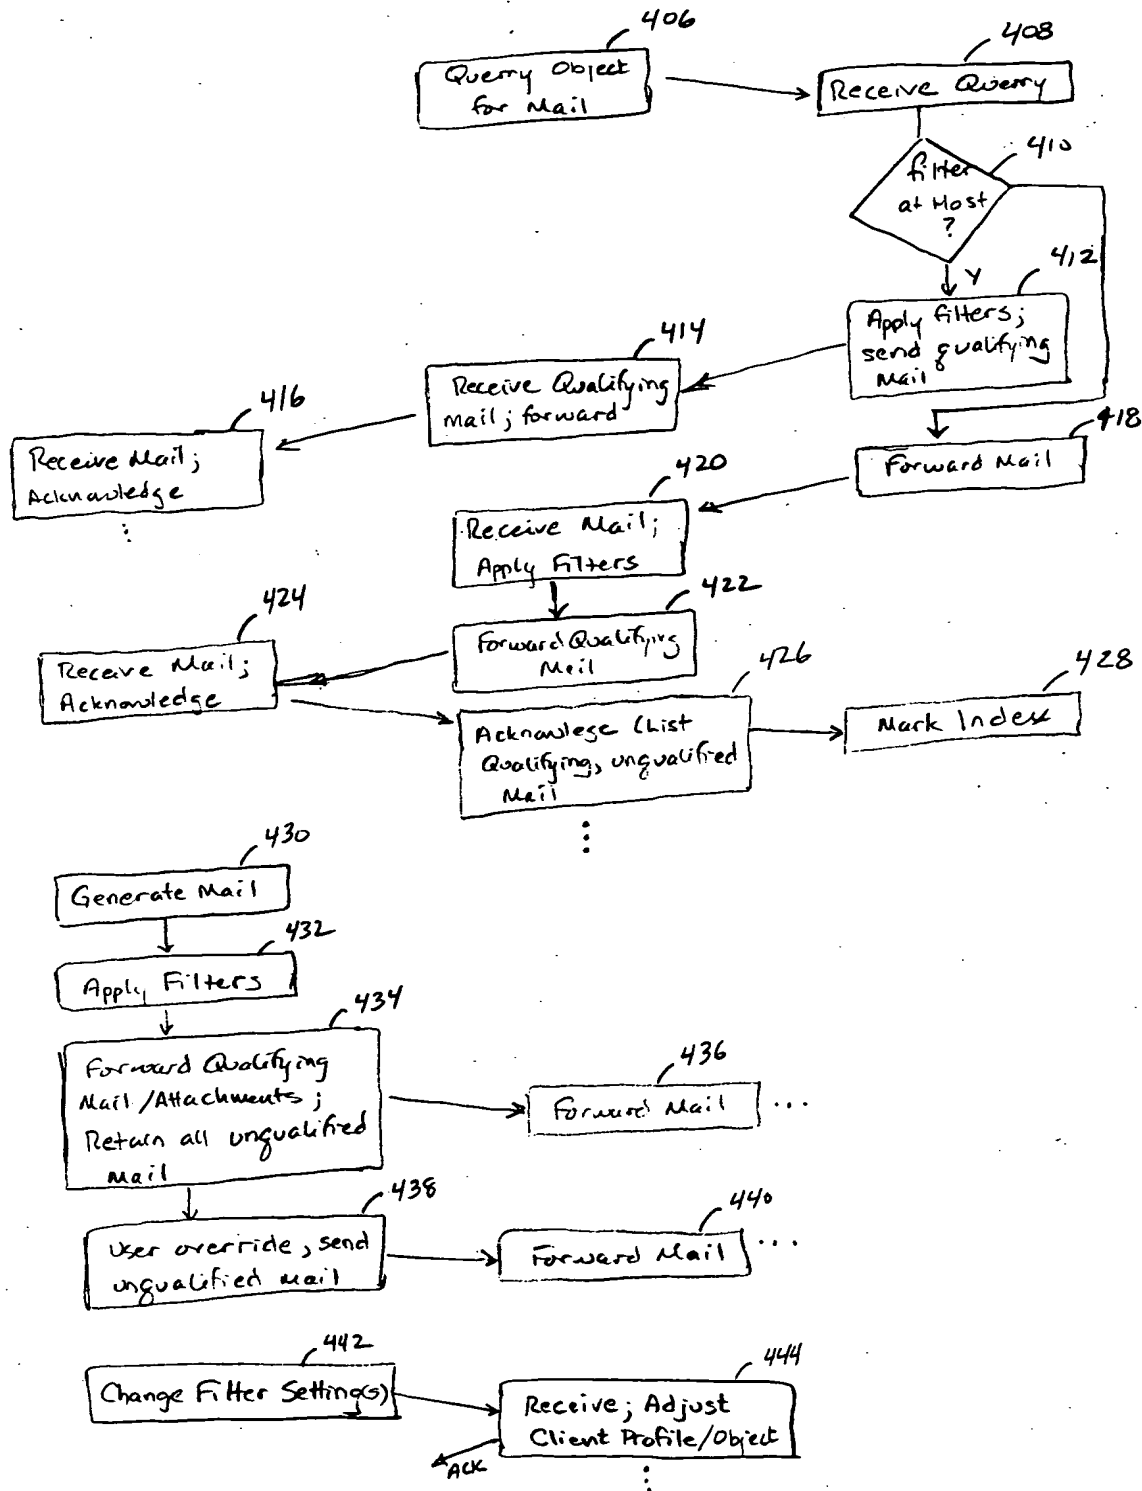 406
Querry Object
for Mail
408
Receive Querry
410
filter
at Host
?
Y
412
Apply filters;
send qualifying
Mail
414
Receive Qualifying
Mail; forward
416
Receive Mail;
Acknowledge
418
Forward Mail
420
Receive Mail;
Apply Filters
422
Forward Qualifying
Mail
424
Receive Mail;
Acknowledge
426
Acknowlege (List
Qualifying, unqualified
Mail
428
Mark Index
430
Generate Mail
432
Apply Filters
434
Forward Qualifying
Mail/Attachments;
Retain all unqualified
Mail
436
Forward Mail ...
438
User override, send
unqualified Mail
440
Forward Mail ...
442
Change Filter Setting(s)
444
Receive; Adjust
Client Profile/Object
ACK